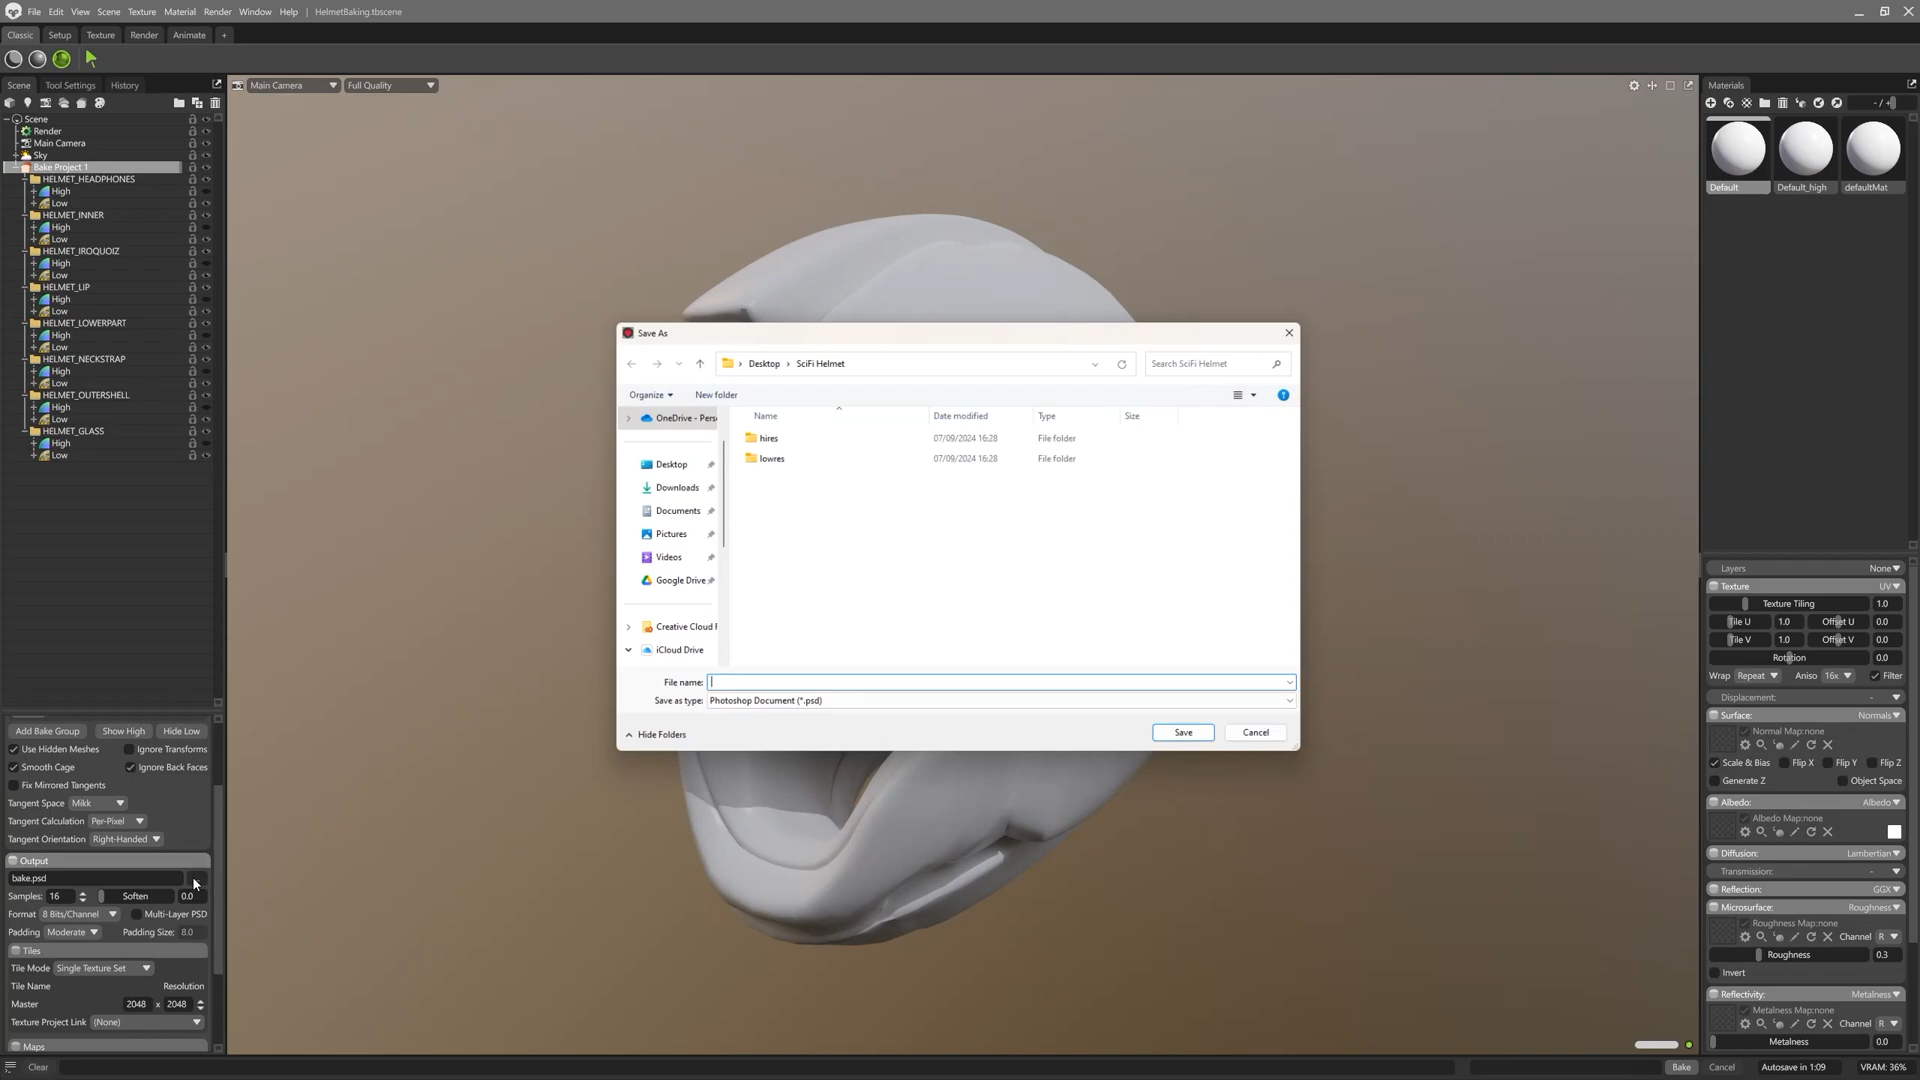 File Edit View Scene Texture Material Render Window Help HelmetBaking.tbscene
Classic Setup Texture Render Animate +
Scene Tool Settings History
Main Camera Full Quality
Materials
Scene
Render
Main Camera
Sky
Bake Project 1
HELMET_HEADPHONES
High
Low
HELMET_INNER
High
Low
HELMET_IROQUOIZ
High
Low
HELMET_LIP
High
Low
HELMET_LOWERPART
High
Low
HELMET_NECKSTRAP
High
Low
HELMET_OUTERSHELL
High
Low
HELMET_GLASS
High
Low
Add Bake Group Show High Hide Low
Use Hidden Meshes Ignore Transforms
Smooth Cage Ignore Back Faces
Fix Mirrored Tangents
Tangent Space Mikk
Tangent Calculation Per-Pixel
Tangent Orientation Right-Handed
Output
bake.psd
Samples: 16 Soften 0.0
Format 8 Bits/Channel Multi-Layer PSD
Padding Moderate Padding Size: 8.0
Tiles
Tile Mode Single Texture Set
Tile Name Resolution
Master 2048 x 2048
Texture Project Link (None)
Maps
Save As
Desktop SciFi Helmet Search SciFi Helmet
Organize New folder
Name Date modified Type Size
OneDrive - Pers
Desktop
Downloads
Documents
Pictures
Videos
Google Drive
Creative Cloud F
iCloud Drive
hires 07/09/2024 16:28 File folder
lowres 07/09/2024 16:28 File folder
File name:
Save as type: Photoshop Document (*.psd)
Hide Folders Save Cancel
Default Default_high defaultMat
Layers None
Texture UV
Texture Tiling 1.0
Tile U 1.0 Offset U 0.0
Tile V 1.0 Offset V 0.0
Rotation 0.0
Wrap Repeat Aniso 16x Filter
Displacement: -
Surface: Normals
Normal Map:none
Scale & Bias Flip X Flip Y Flip Z
Generate Z Object Space
Albedo: Albedo
Albedo Map:none
Diffusion: Lambertian
Transmission: -
Reflection: GGX
Microsurface: Roughness
Roughness Map:none
Channel R
Roughness 0.3
Invert
Reflectivity: Metalness
Metalness Map:none
Channel R
Metalness 0.0
Clear Bake Cancel Autosave in 1:09 VRAM: 36%